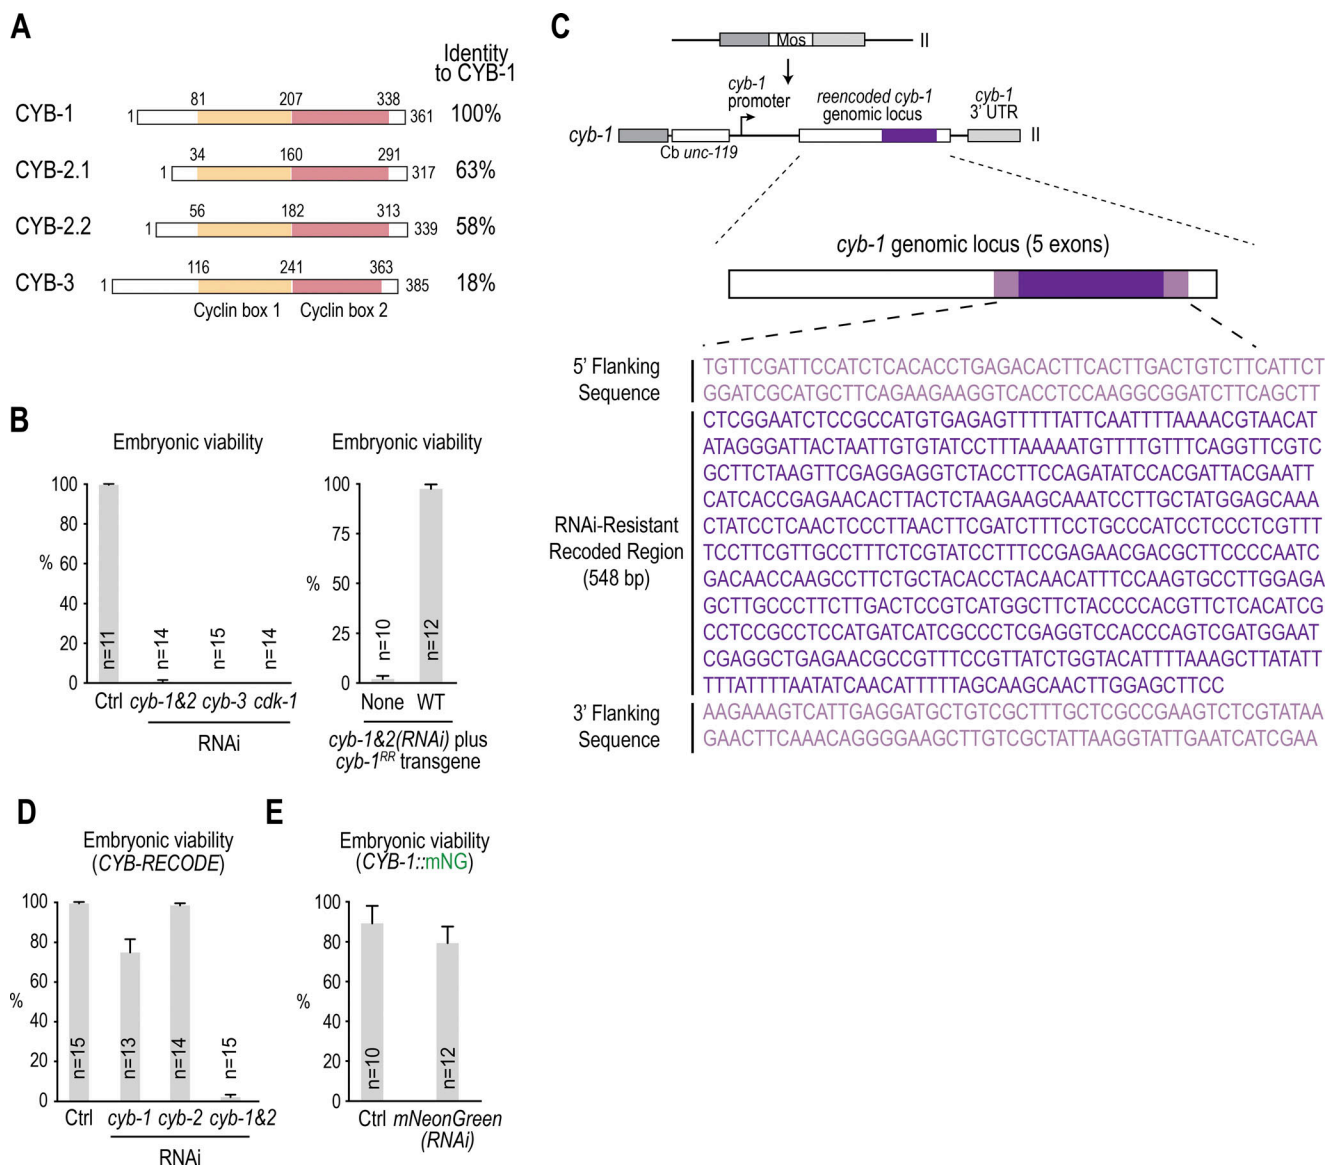 A
Identity
to CYB-1
CYB-1
1
81
207
338
361
100%
CYB-2.1
1
34
160
291
317
63%
CYB-2.2
1
56
182
313
339
58%
CYB-3
1
116
241
363
385
18%
Cyclin box 1
Cyclin box 2
B
Embryonic viability
100
80
60
%
40
20
0
n=11
n=14
n=15
n=14
Ctrl cyb-1&2 cyb-3 cdk-1
RNAi
Embryonic viability
100
75
%
50
25
0
n=10
n=12
None WT
cyb-1&2(RNAi) plus
cyb-1RR transgene
C
Mos
II
cyb-1
promoter
reencoded cyb-1
genomic locus
cyb-1
3’ UTR
cyb-1
II
Cb unc-119
cyb-1 genomic locus (5 exons)
5’ Flanking
Sequence
TGTTCGATTCCATCTCACACCTGAGACACTTCACTTGACTGTCTTCATTCT
GGATCGCATGCTTCAGAAGAAGGTCACCTCCAAGGCGGATCTTCAGCTT
RNAi-Resistant
Recoded Region
(548 bp)
CTCGGAATCTCCGCCATGTGAGAGTTTTTATTCAATTTTAAAACGTAACAT
ATAGGGATTACTAATTGTGTATCCTTTAAAAATGTTTTGTTTCAGGTTCGTC
GCTTCTAAGTTCGAGGAGGTCTACCTTCCAGATATCCACGATTACGAATT
CATCACCGAGAACACTTACTCTAAGAAGCAAATCCTTGCTATGGAGCAAA
CTATCCTCAACTCCCTTAACTTCGATCTTTCCTGCCCATCCTCCCTCGTTT
TCCTTCGTTGCCTTTCTCGTATCCTTTCCGAGAACGACGCTTCCCCAATC
GACAACCAAGCCTTCTGCTACACCTACAACATTTCCAAGTGCCTTGGAGA
GCTTGCCCTTCTTGACTCCGTCATGGCTTCTACCCCACGTTCTCACATCG
CCTCCGCCTCCATGATCATCGCCCTCGAGGTCCACCCAGTCGATGGAAT
CGAGGCTGAGAACGCCGTTTCCGTTATCTGGTACATTTTAAAGCTTATATT
TTTATTTTAATATCAACATTTTTAGCAAGCAACTTGGAGCTTCC
3’ Flanking
Sequence
AAGAAAGTCATTGAGGATGCTGTCGCTTTGCTCGCCGAAGTCTCGTATAA
GAACTTCAAACAGGGGAAGCTTGTCGCTATTAAGGTATTGAATCATCGAA
D
Embryonic viability
(CYB-RECODE)
100
80
60
%
40
20
0
n=15
n=13
n=14
n=15
Ctrl cyb-1 cyb-2 cyb-1&2
RNAi
E
Embryonic viability
(CYB-1::mNG)
100
80
60
%
40
20
0
n=10
n=12
Ctrl mNeonGreen
(RNAi)